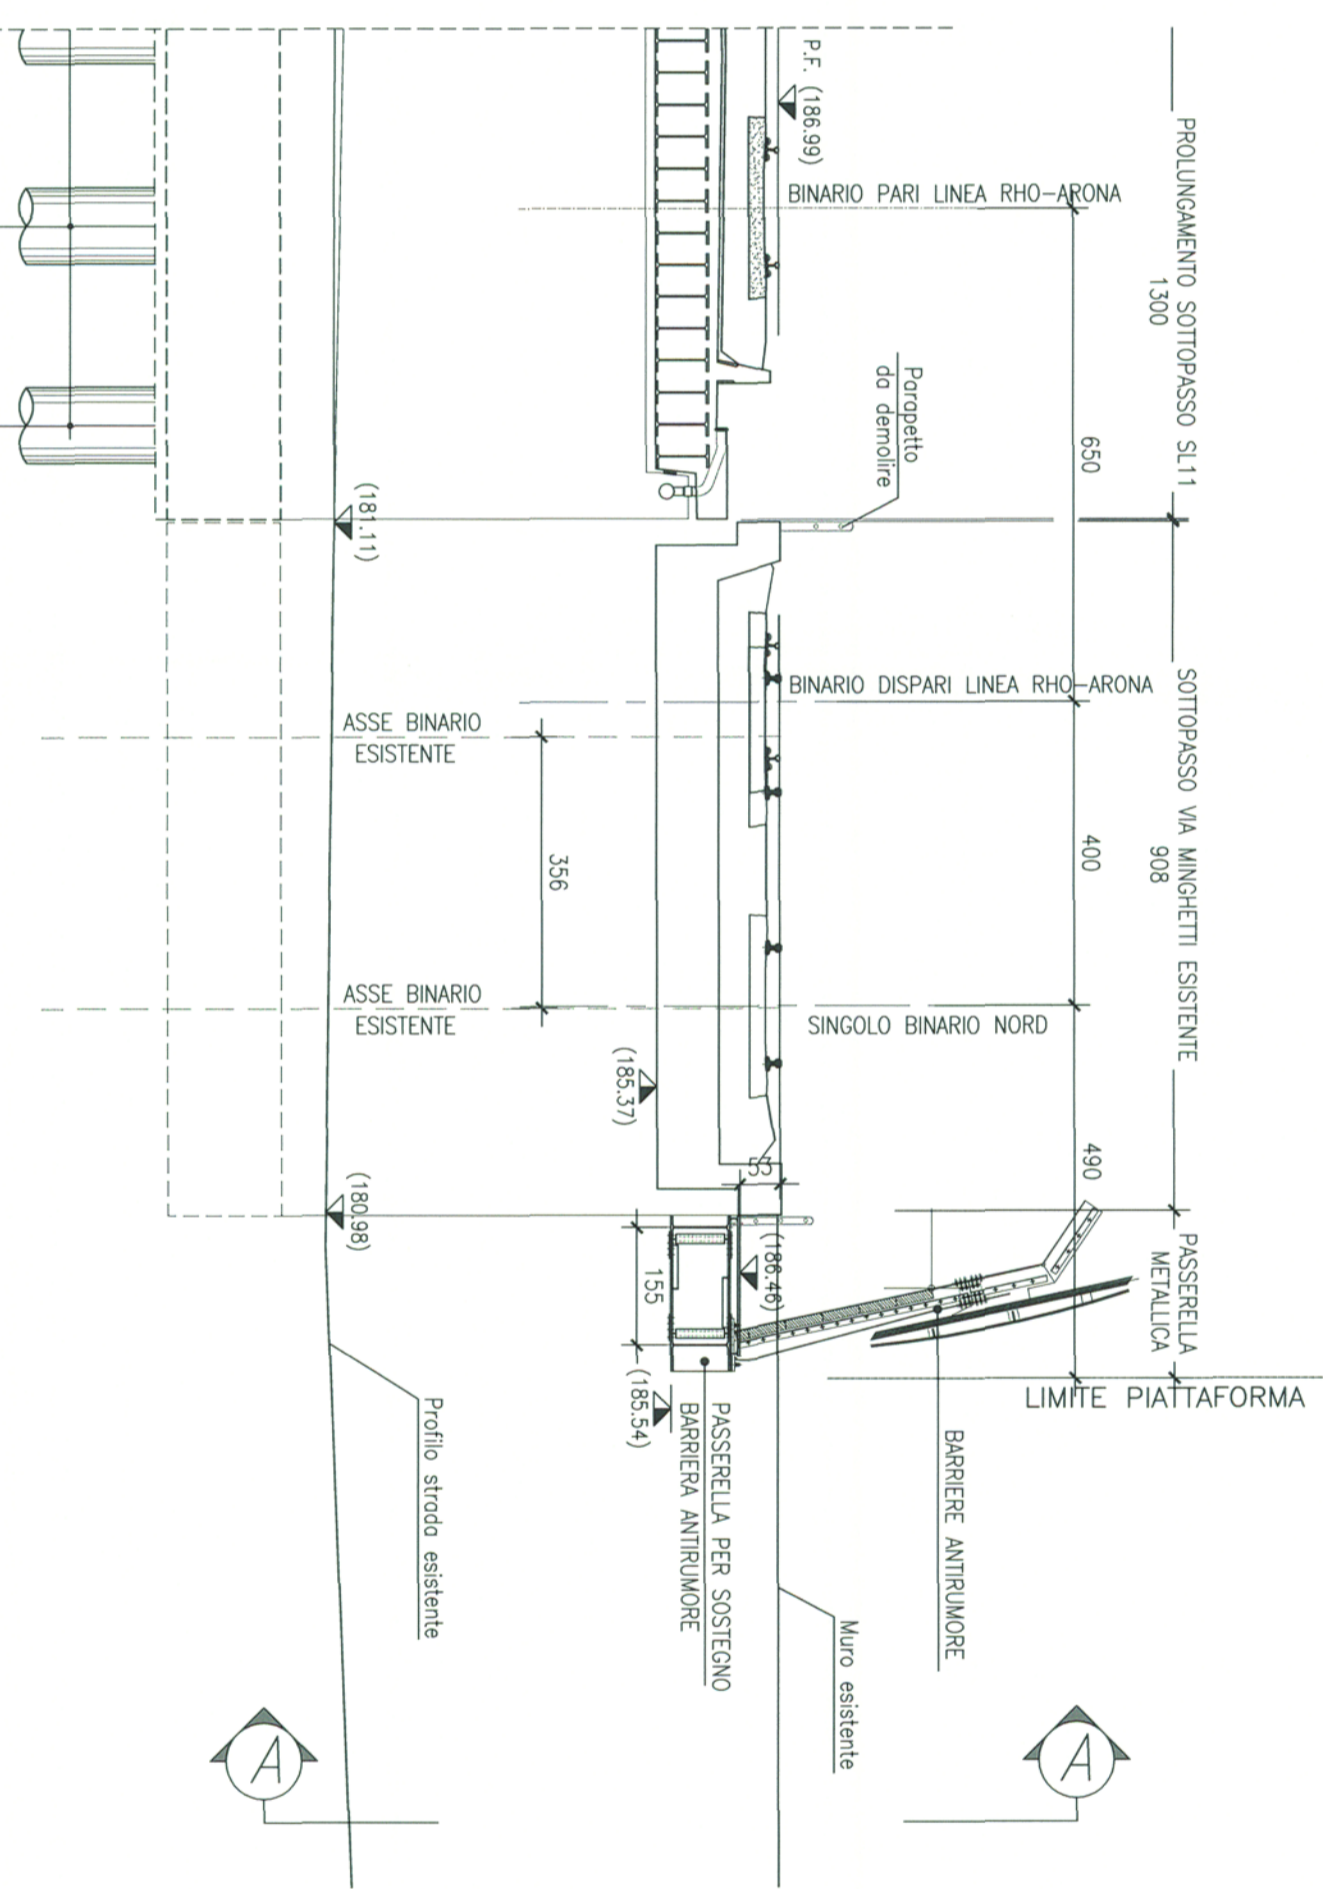 PROLUNGAMENTO SOTTOPASSO SL11
1300
SOTTOPASSO VIA MINGHETTI ESISTENTE
908
PASSERELLA
METALLICA
650
400
490
LIMITE PIATTAFORMA
P.F. (186.99)
BINARIO PARI LINEA RHO-ARONA
Parapetto
da demolire
BINARIO DISPARI LINEA RHO-ARONA
SINGOLO BINARIO NORD
BARRIERE ANTIRUMORE
Muro esistente
53
(186.46)
155
(185.54)
PASSERELLA PER SOSTEGNO
BARRIERA ANTIRUMORE
(185.37)
356
ASSE BINARIO
ESISTENTE
ASSE BINARIO
ESISTENTE
(181.11)
(180.98)
Profilo strada esistente
A
A